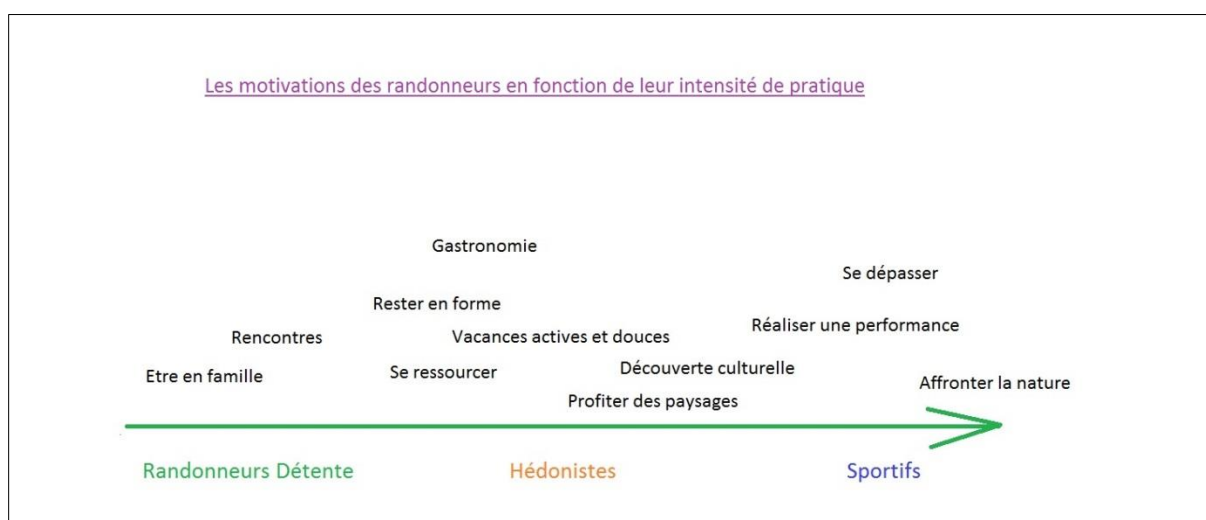 Les motivations des randonneurs en fonction de leur intensité de pratique
Gastronomie
Se dépasser
Rester en forme
Réaliser une performance
Rencontres
Vacances actives et douces
Découverte culturelle
Etre en famille
Se ressourcer
Affronter la nature
Profiter des paysages
Randonneurs Détente
Hédonistes
Sportifs